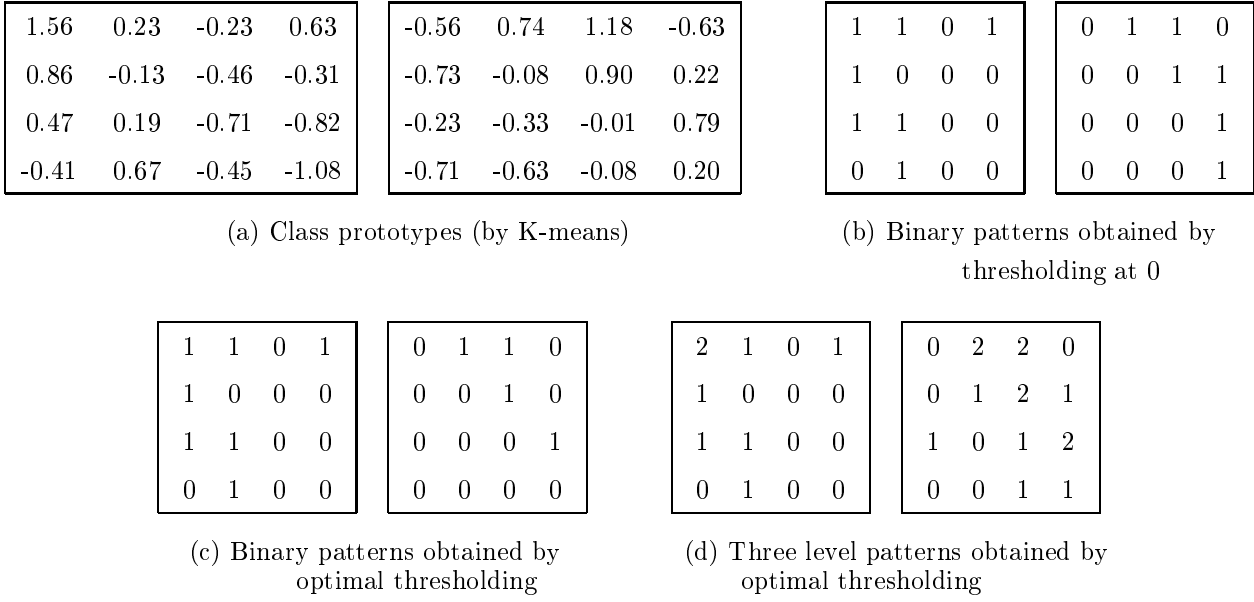 1.56 0.23 -0.23 0.63 -0.56 0.74 1.18 -0.63 1 1 0 1 0 1 1 0
0.86 -0.13 -0.46 -0.31 -0.73 -0.08 0.90 0.22 1 0 0 0 0 0 1 1
0.47 0.19 -0.71 -0.82 -0.23 -0.33 -0.01 0.79 1 1 0 0 0 0 0 1
-0.41 0.67 -0.45 -1.08 -0.71 -0.63 -0.08 0.20 0 1 0 0 0 0 0 1
(a) Class prototypes (by K-means) (b) Binary patterns obtained by
thresholding at 0
1 1 0 1 0 1 1 0 2 1 0 1 0 2 2 0
1 0 0 0 0 0 1 0 1 0 0 0 0 1 2 1
1 1 0 0 0 0 0 1 1 1 0 0 1 0 1 2
0 1 0 0 0 0 0 0 0 1 0 0 0 0 1 1
(c) Binary patterns obtained by (d) Three level patterns obtained by
optimal thresholding optimal thresholding